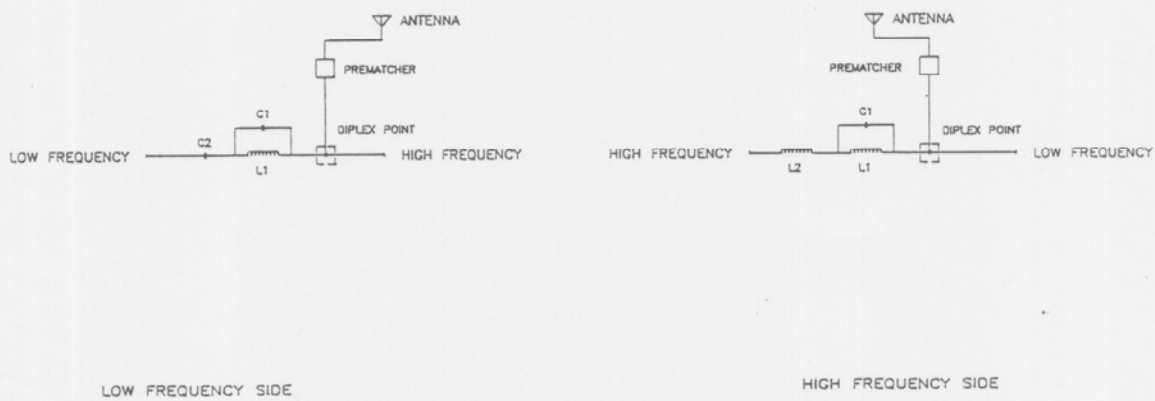 ANTENNA
PREMATCHER
C1
DIPLEX POINT
C2
LOW FREQUENCY
HIGH FREQUENCY
L1
LOW FREQUENCY SIDE
ANTENNA
PREMATCHER
C1
DIPLEX POINT
HIGH FREQUENCY
LOW FREQUENCY
L2
L1
HIGH FREQUENCY SIDE